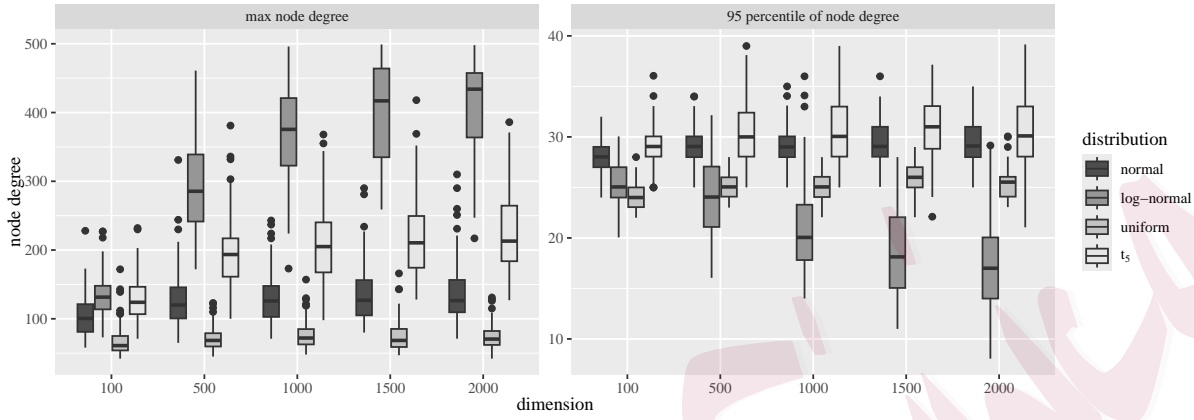 max node degree
95 percentile of node degree
node degree
500
400
300
200
100
40
30
20
10
100
500
1000
1500
2000
100
500
1000
1500
2000
dimension
distribution
normal
log−normal
uniform
t₅